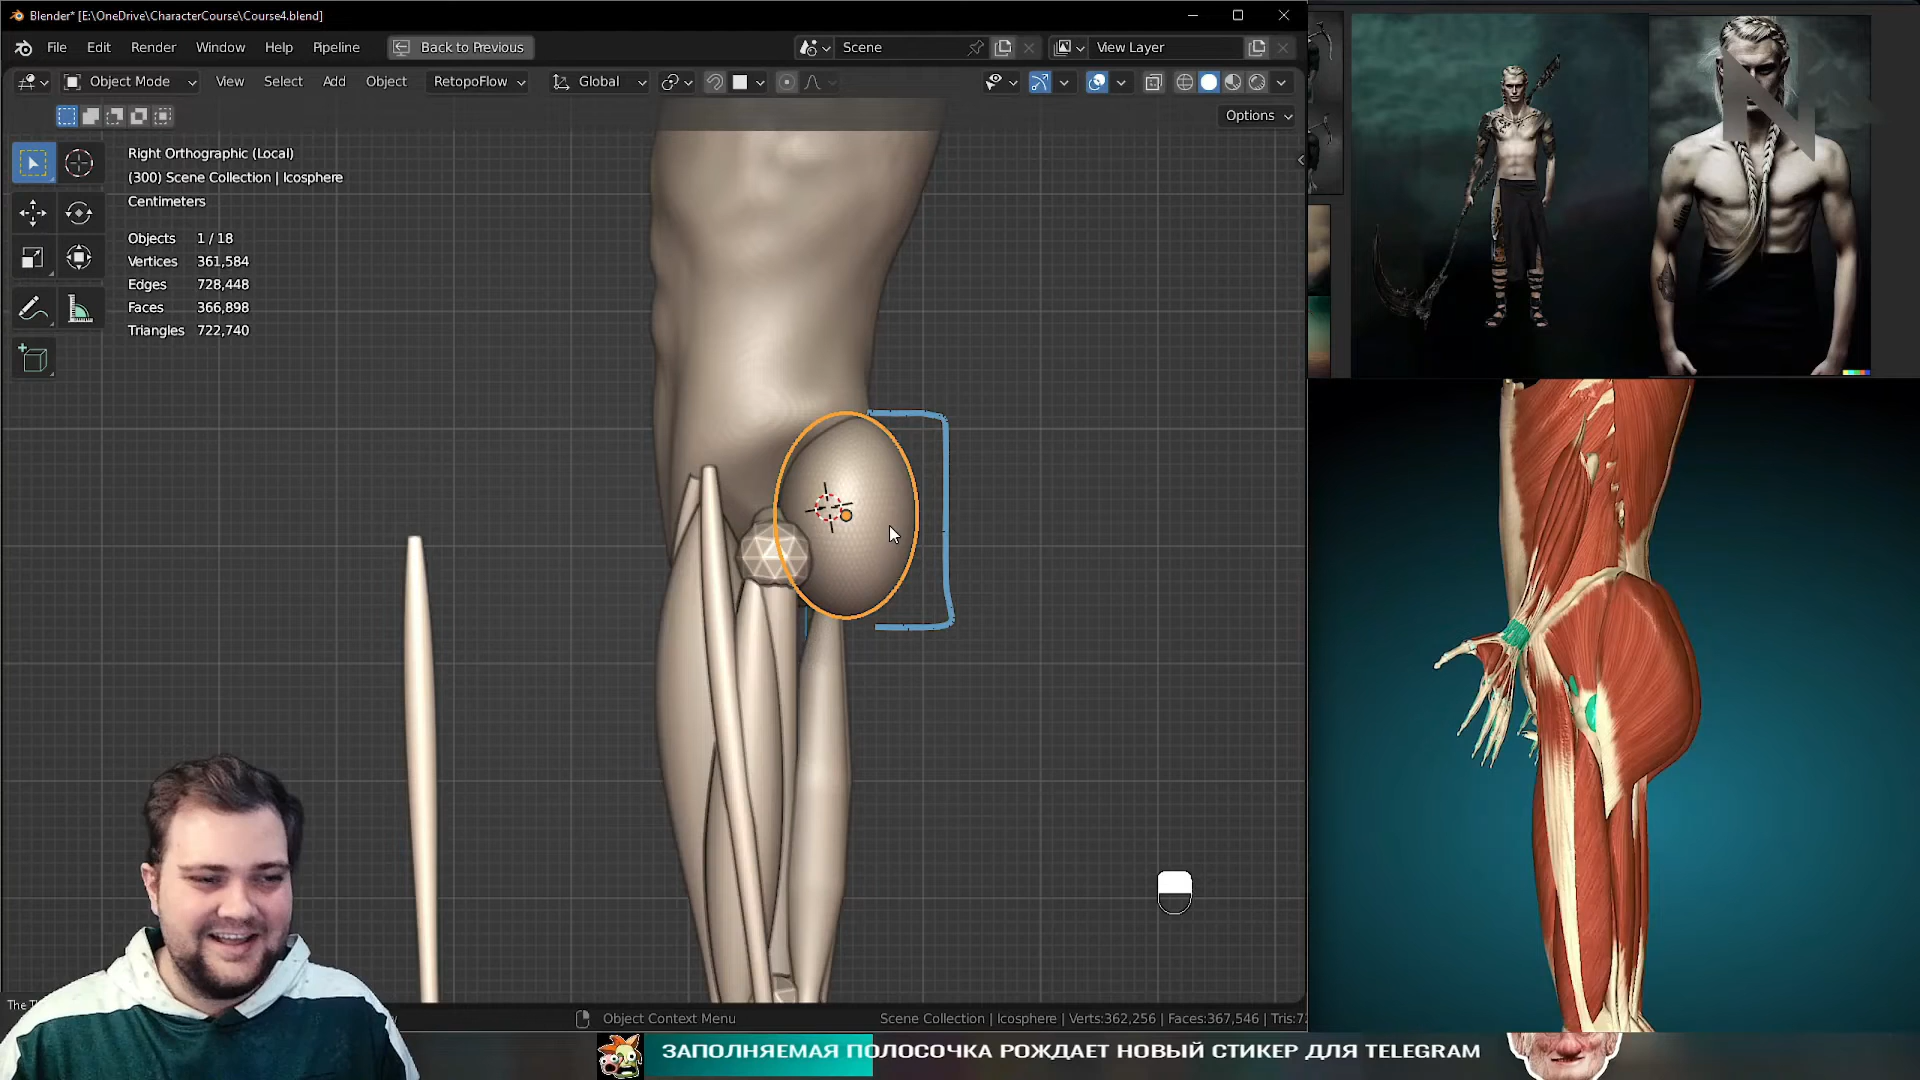 Blender* [E:\OneDrive\CharacterCourse\Course4.blend]
File Edit Render Window Help Pipeline Back to Previous Scene View Layer
Object Mode View Select Add Object RetopoFlow Global
Options
Right Orthographic (Local)
(300) Scene Collection | Icosphere
Centimeters
Objects 1 / 18
Vertices 361,584
Edges 728,448
Faces 366,898
Triangles 722,740
Object Context Menu Scene Collection | Icosphere | Verts:362,256 | Faces:367,546 | Tris:7
ЗАПОЛНЯЕМАЯ ПОЛОСОЧКА РОЖДАЕТ НОВЫЙ СТИКЕР ДЛЯ TELEGRAM